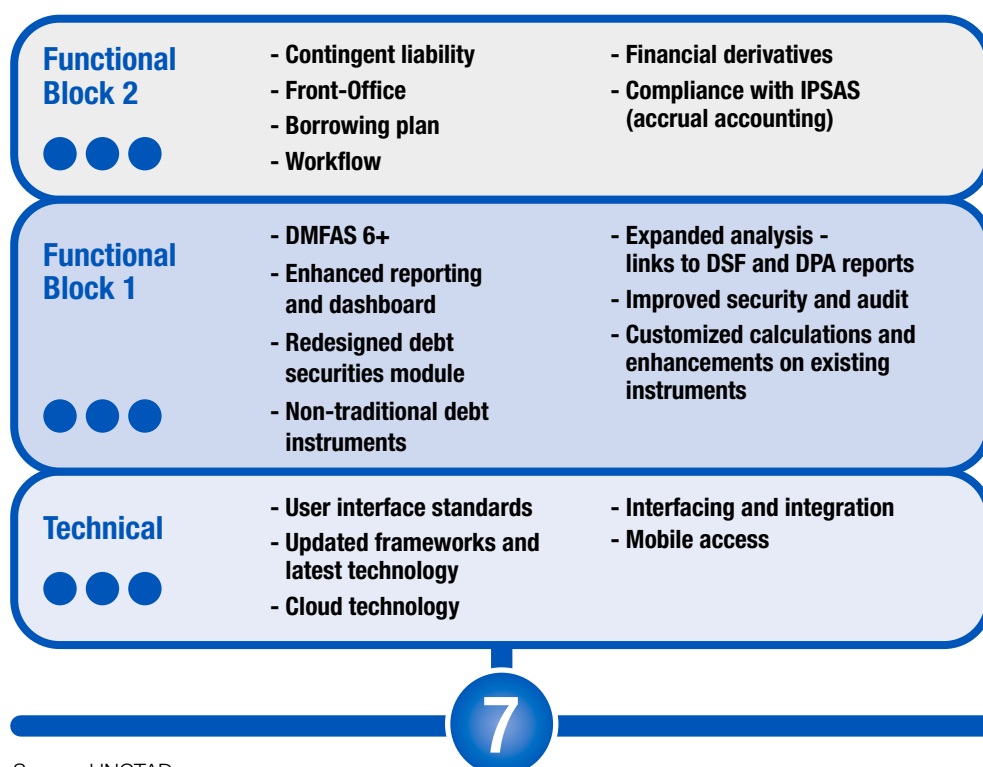 Functional
Block 2
- Contingent liability
- Front-Office
- Borrowing plan
- Workflow
- Financial derivatives
- Compliance with IPSAS
(accrual accounting)
Functional
Block 1
- DMFAS 6+
- Enhanced reporting
and dashboard
- Redesigned debt
securities module
- Non-traditional debt
instruments
- Expanded analysis -
links to DSF and DPA reports
- Improved security and audit
- Customized calculations and
enhancements on existing
instruments
Technical
- User interface standards
- Updated frameworks and
latest technology
- Cloud technology
- Interfacing and integration
- Mobile access
7